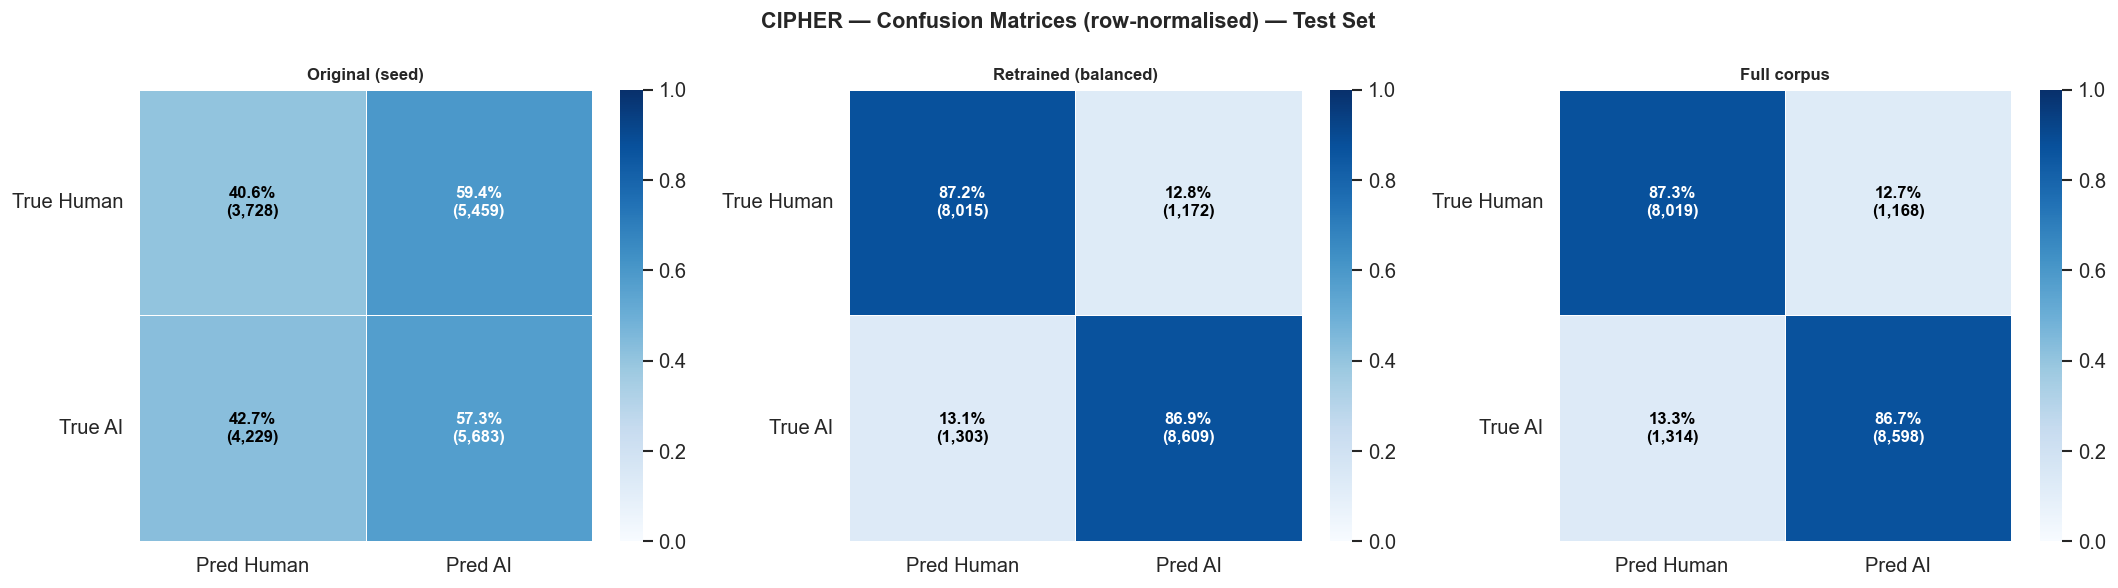 CIPHER — Confusion Matrices (row-normalised) — Test Set
Original (seed)
True Human
True AI
40.6%
(3,728)
59.4%
(5,459)
42.7%
(4,229)
57.3%
(5,683)
Pred Human
Pred AI
1.0
0.8
0.6
0.4
0.2
0.0
Retrained (balanced)
True Human
True AI
87.2%
(8,015)
12.8%
(1,172)
13.1%
(1,303)
86.9%
(8,609)
Pred Human
Pred AI
1.0
0.8
0.6
0.4
0.2
0.0
Full corpus
True Human
True AI
87.3%
(8,019)
12.7%
(1,168)
13.3%
(1,314)
86.7%
(8,598)
Pred Human
Pred AI
1.0
0.8
0.6
0.4
0.2
0.0